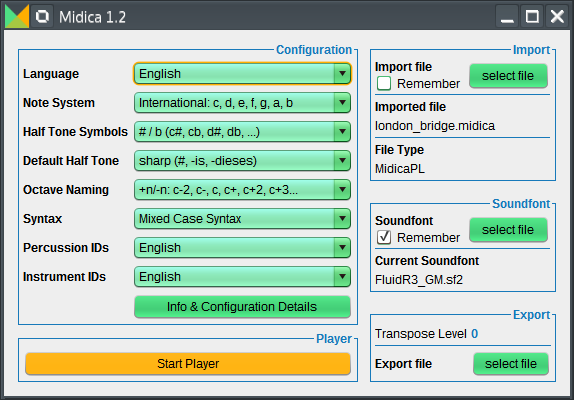 Midica 1.2
Configuration
Language English
Note System International: c, d, e, f, g, a, b
Half Tone Symbols # / b (c#, cb, d#, db, ...)
Default Half Tone sharp (#, -is, -dieses)
Octave Naming +n/-n: c-2, c-, c, c+, c+2, c+3...
Syntax Mixed Case Syntax
Percussion IDs English
Instrument IDs English
Info & Configuration Details
Player
Start Player
Import
Import file
Remember
select file
Imported file
london_bridge.midica
File Type
MidicaPL
Soundfont
Soundfont
Remember
select file
Current Soundfont
FluidR3_GM.sf2
Export
Transpose Level 0
Export file select file